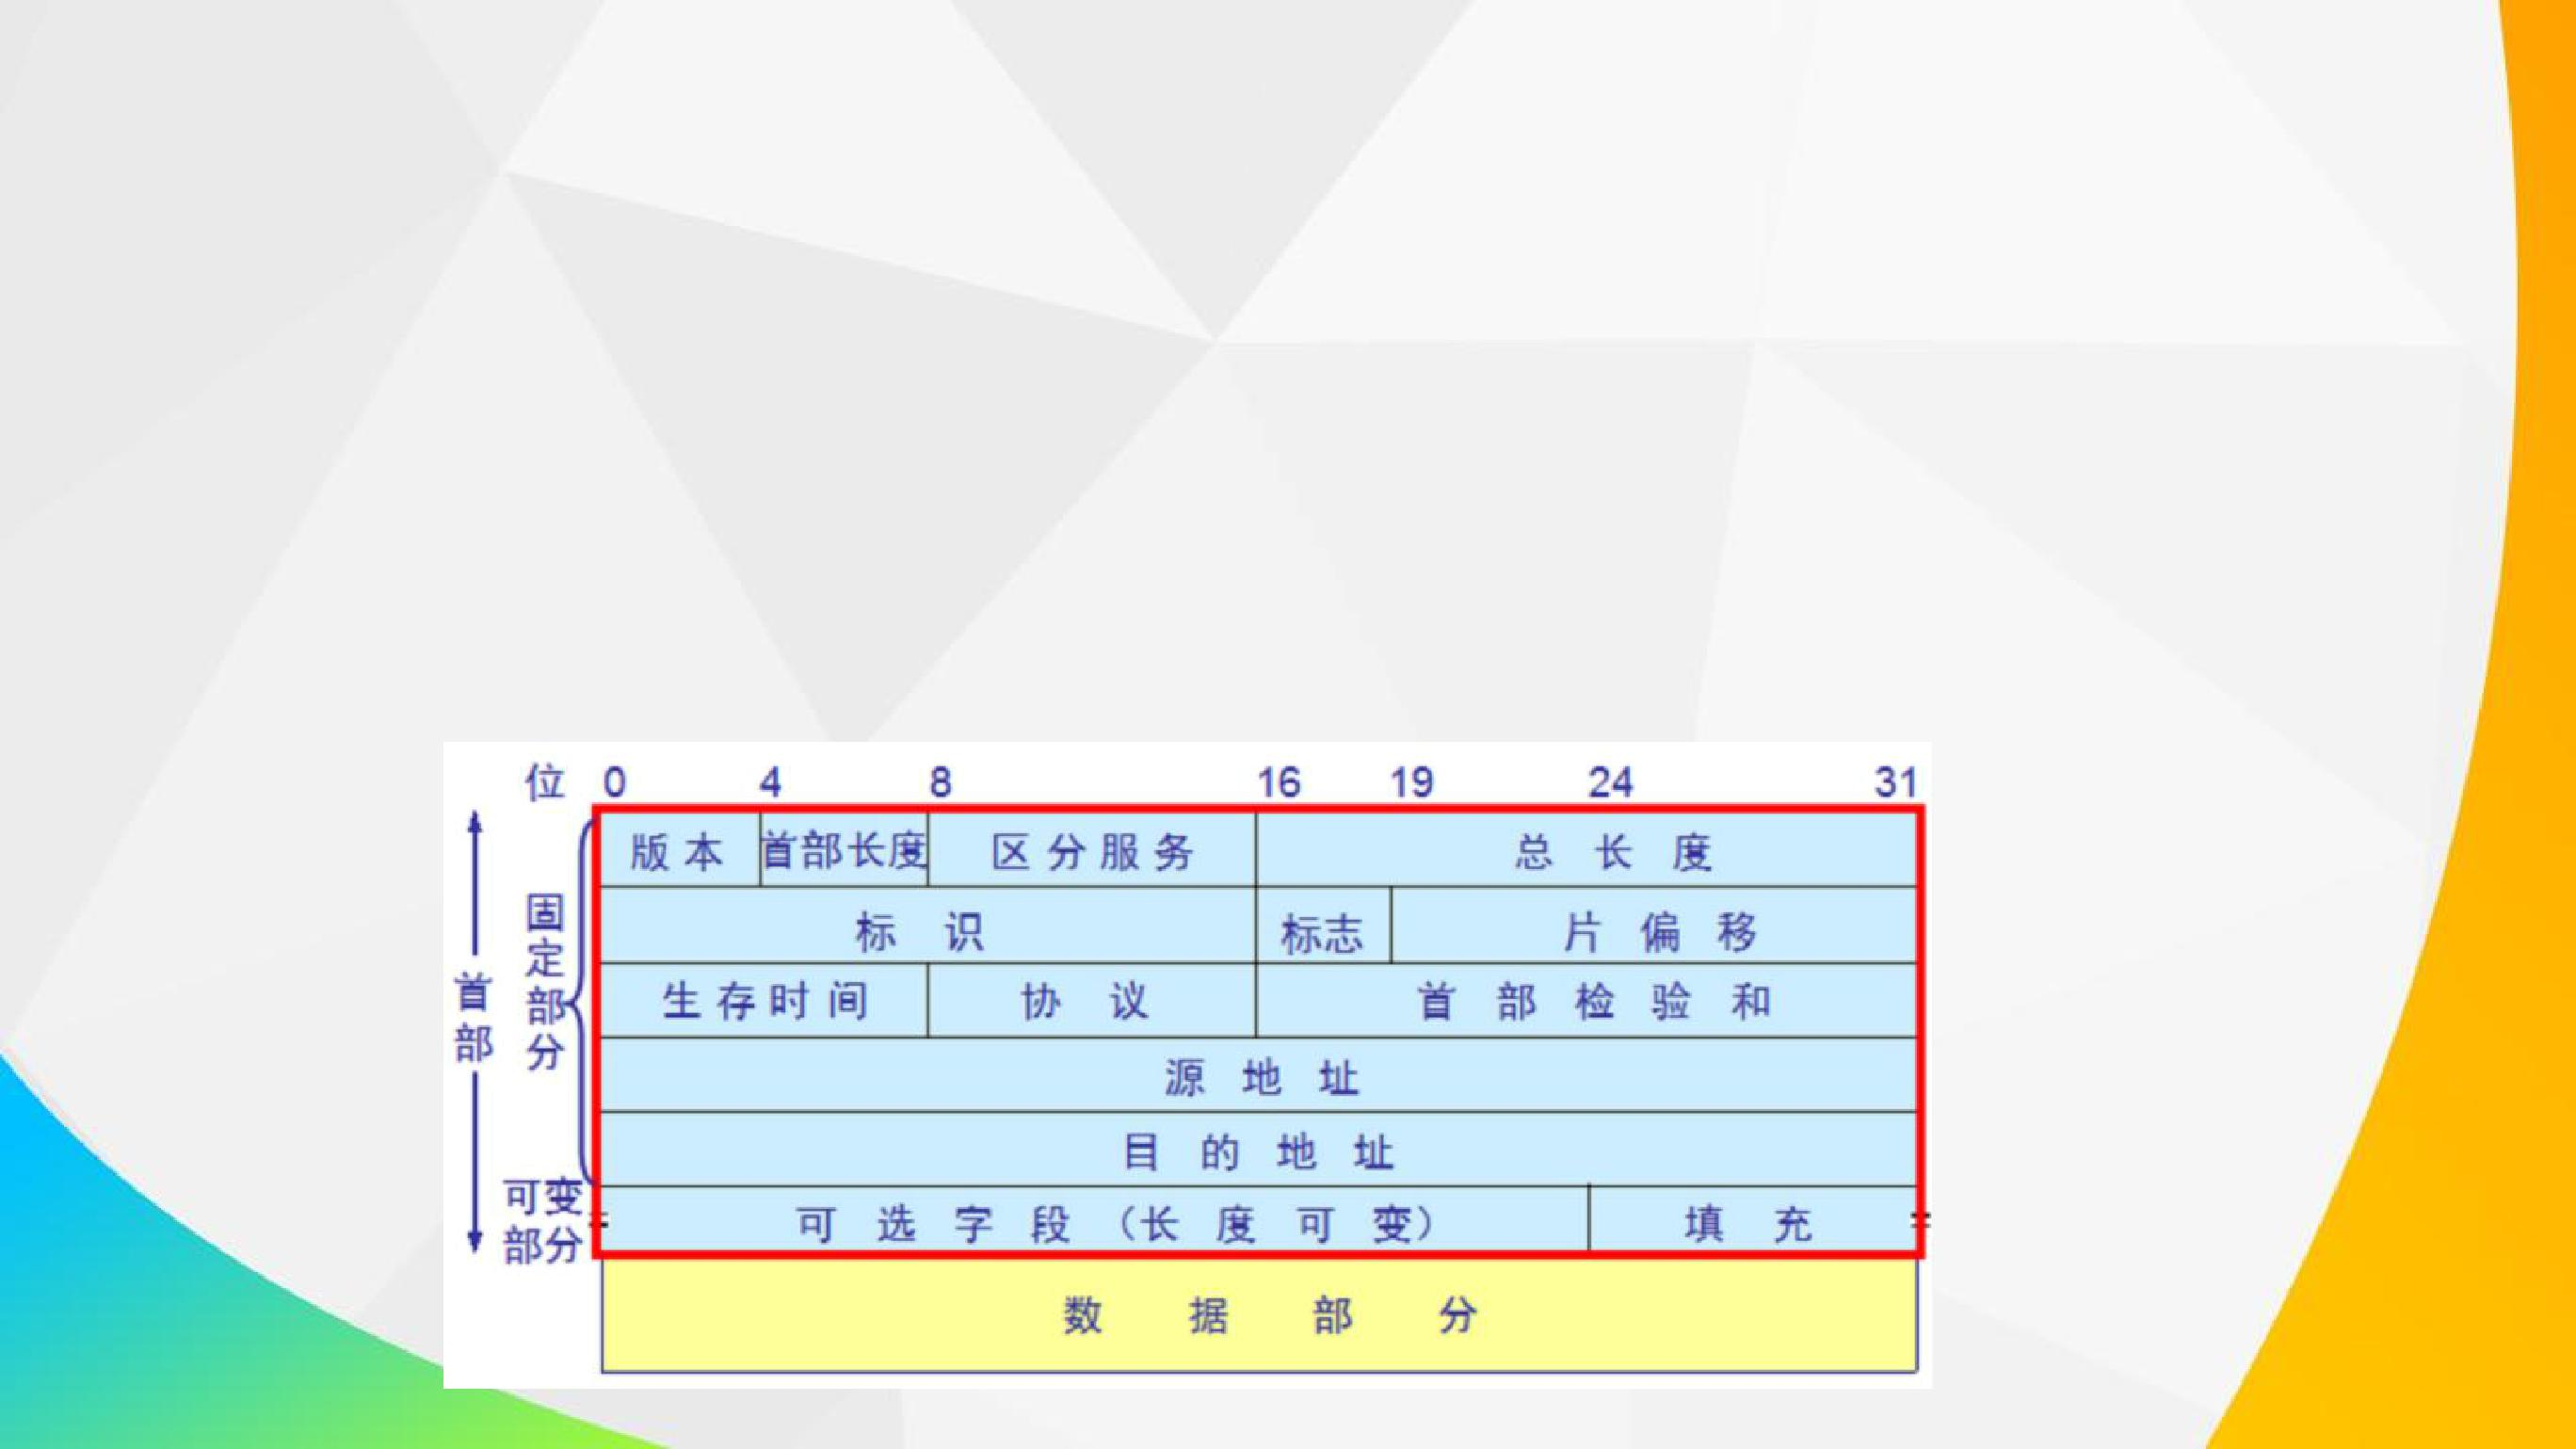 位 0 4 8 16 19 24 31
版本 首部长度 区分服务 总长度
标识 标志 片偏移
生存时间 协议 首部检验和
源地址
目的地址
可选字段（长度可变） 填充
数据部分
首部
固定部分
可变部分